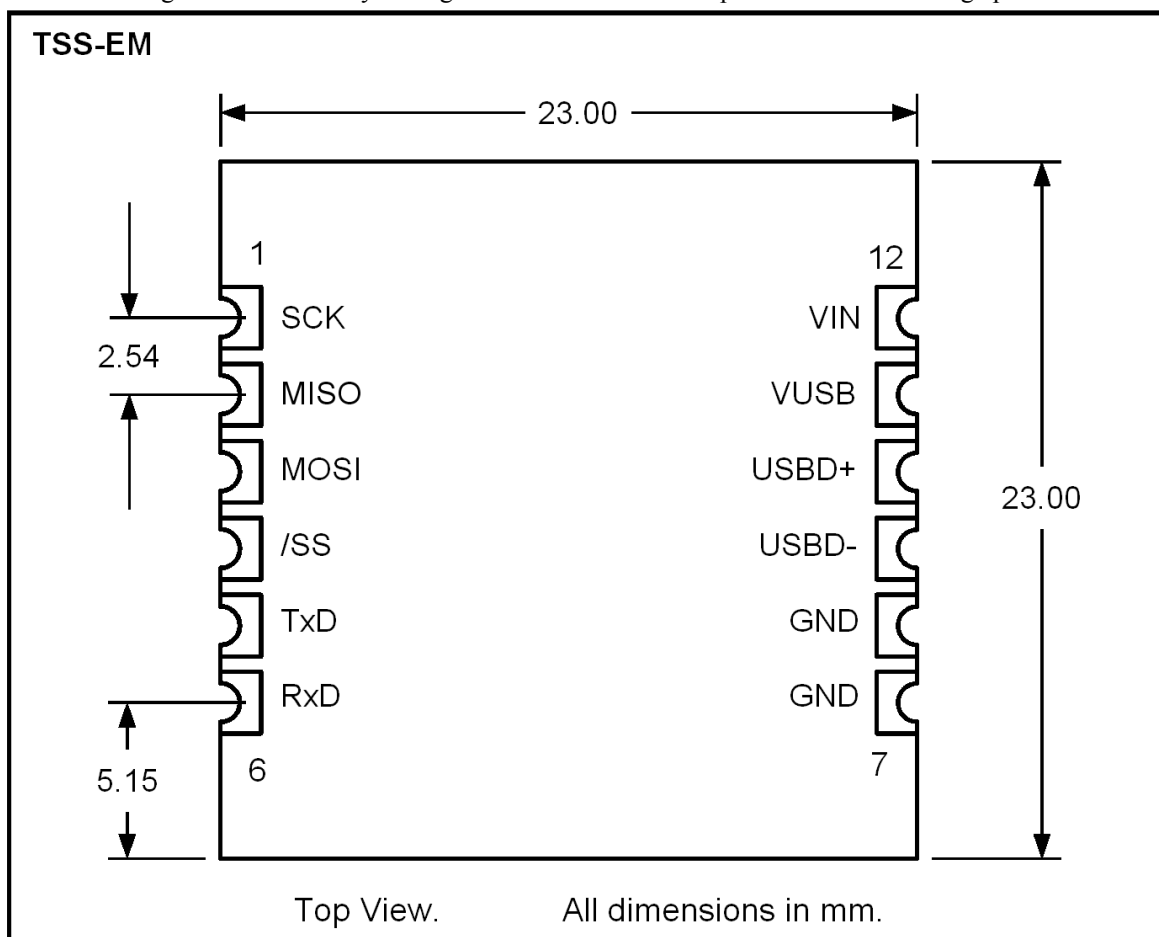 TSS-EM
23.00
1 12
SCK VIN
2.54
MISO VUSB
MOSI USBD+
23.00
/SS USBD-
TxD GND
RxD GND
6 7
5.15
Top View. All dimensions in mm.